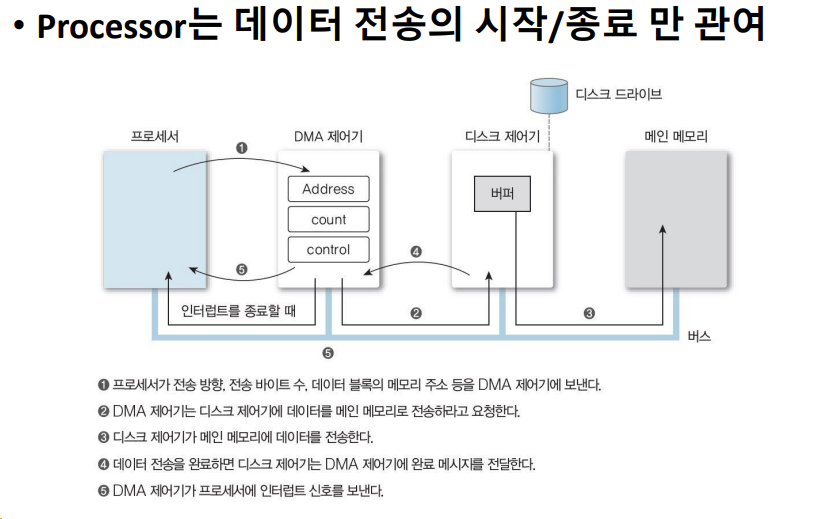 • Processor는 데이터 전송의 시작/종료 만 관여
디스크 드라이브
프로세서
DMA 제어기
디스크 제어기
메인 메모리
❶
Address
count
control
버퍼
❹
❺
인터럽트를 종료할 때
❷
❸
버스
❺
❶ 프로세서가 전송 방향, 전송 바이트 수, 데이터 블록의 메모리 주소 등을 DMA 제어기에 보낸다.
❷ DMA 제어기는 디스크 제어기에 데이터를 메인 메모리로 전송하라고 요청한다.
❸ 디스크 제어기가 메인 메모리에 데이터를 전송한다.
❹ 데이터 전송을 완료하면 디스크 제어기는 DMA 제어기에 완료 메시지를 전달한다.
❺ DMA 제어기가 프로세서에 인터럽트 신호를 보낸다.